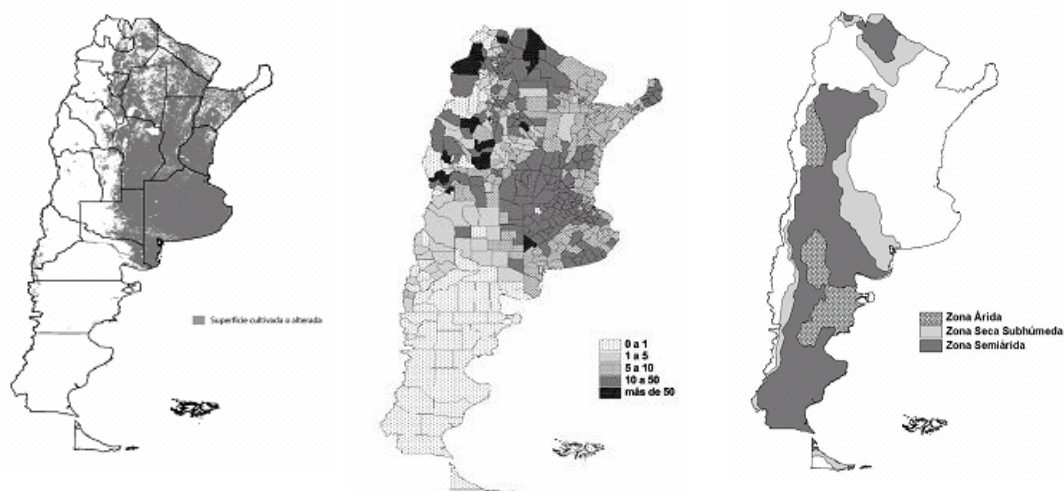 Superficie cultivada o alterada
0 a 1
1 a 5
5 a 10
10 a 50
más de 50
Zona Árida
Zona Seca Subhúmeda
Zona Semiárida